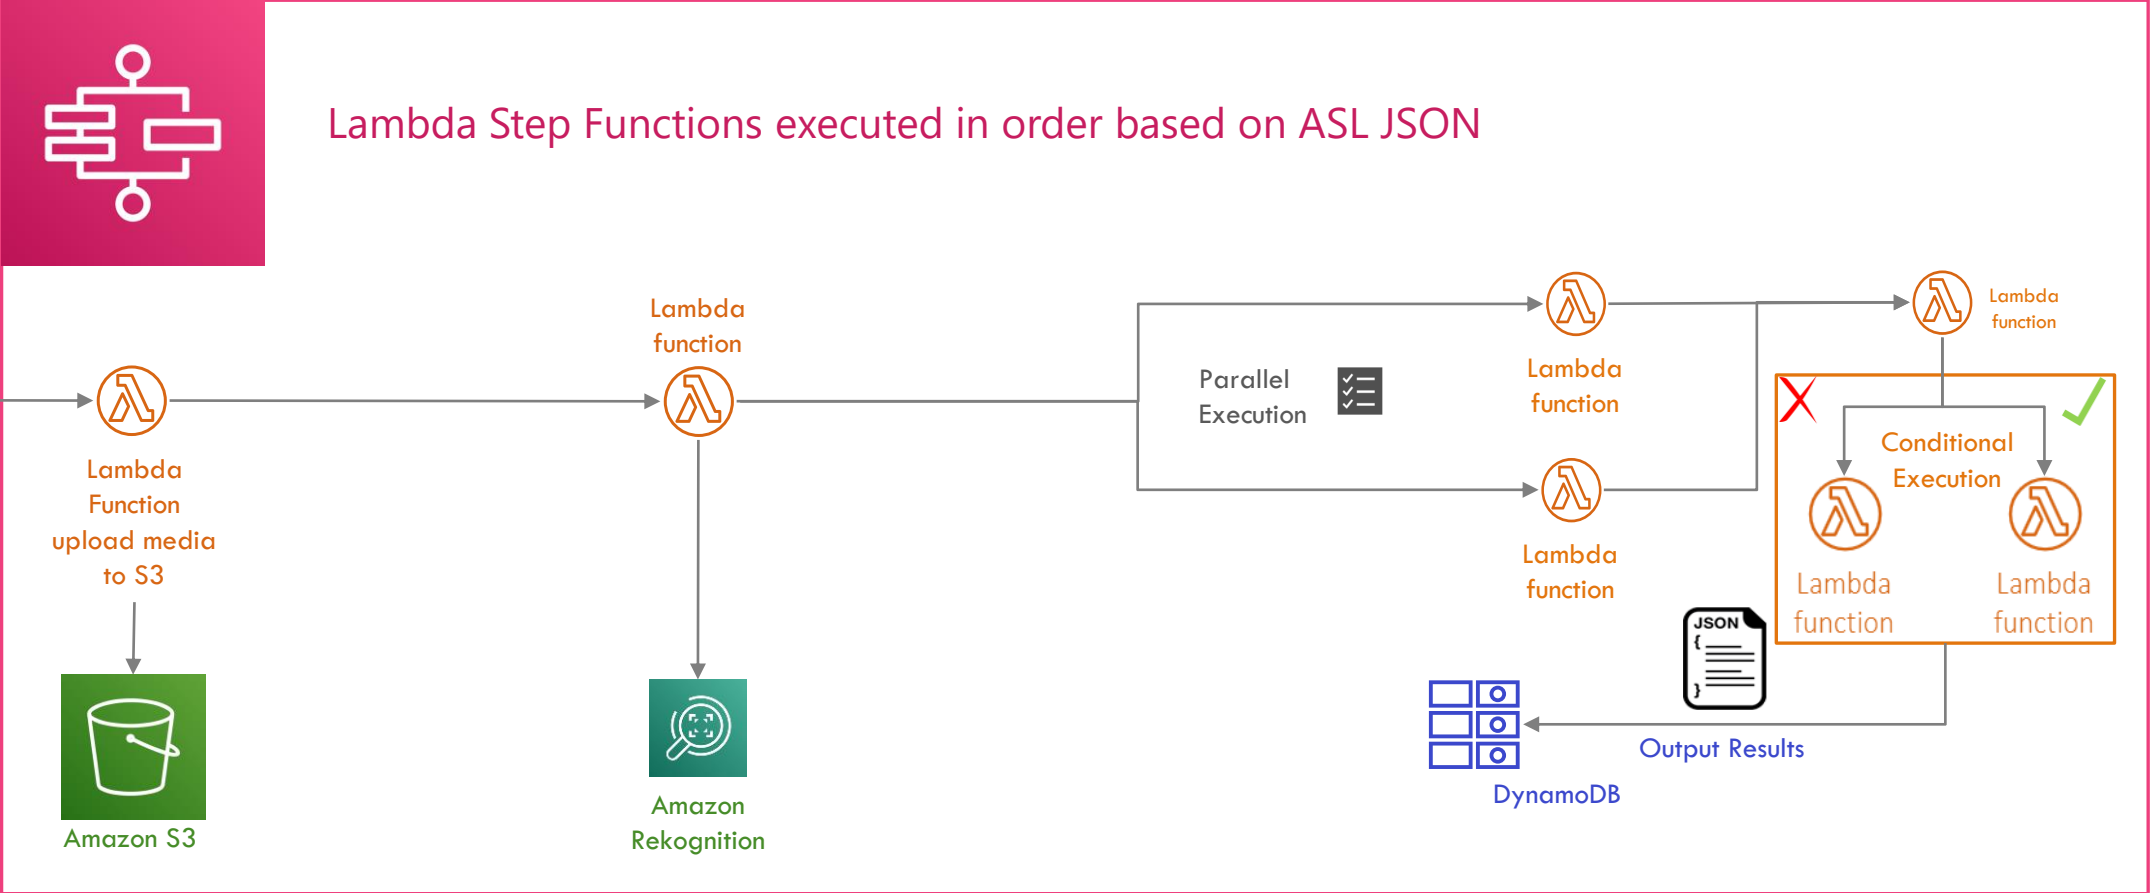 Lambda Step Functions executed in order based on ASL JSON
Lambda
Function
upload media
to S3
Amazon S3
Lambda
function
Amazon
Rekognition
Parallel
Execution
Lambda
function
Lambda
function
Lambda
function
Conditional
Execution
Lambda
function
Lambda
function
JSON
{
}
Output Results
DynamoDB